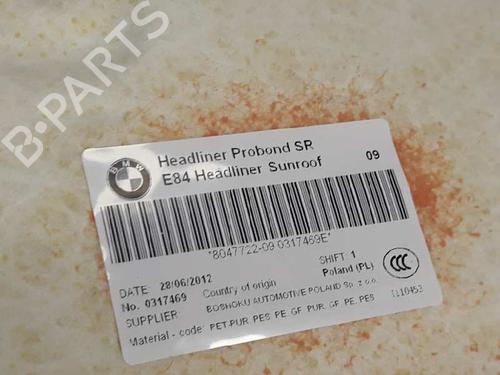 B-PARTS
BMW
Headliner Probond SR
E84 Headliner Sunroof
09
*8047722-09 0317469E*
DATE: 28/06/2012
No. 0317469
Country of origin
SHIFT: 1
Poland (PL)
CCC
SUPPLIER:
BOSHOKU AUTOMOTIVE POLAND Sp. z o.o.
Material - code: PET-PUR, PES, PE, GF, PUR, GF, PE, PES